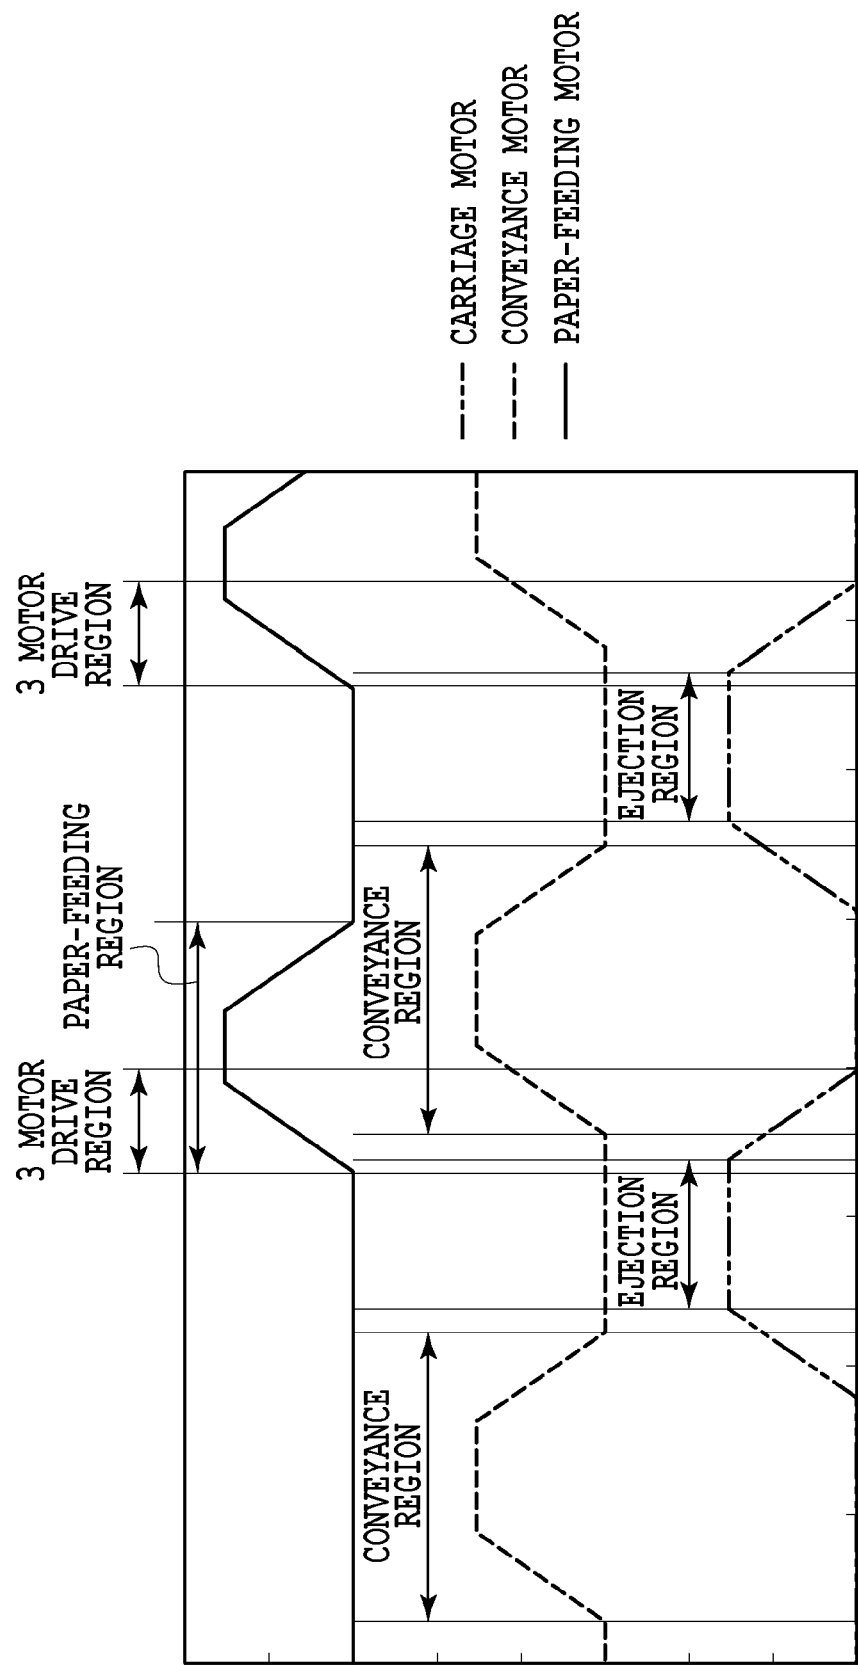 3 MOTOR
DRIVE
REGION
PAPER-FEEDING
REGION
3 MOTOR
DRIVE
REGION
CONVEYANCE
REGION
CONVEYANCE
REGION
EJECTION
REGION
EJECTION
REGION
CARRIAGE MOTOR
CONVEYANCE MOTOR
PAPER-FEEDING MOTOR